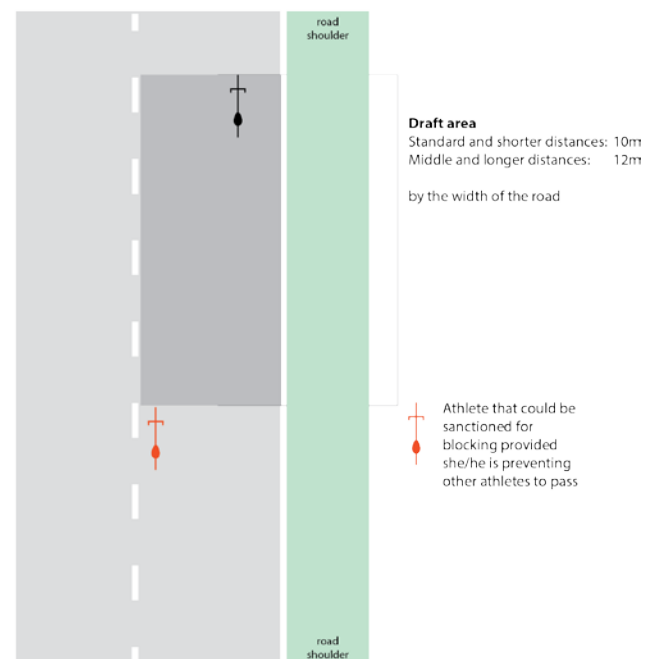 road
shoulder
Draft area
Standard and shorter distances: 10m
Middle and longer distances: 12m
by the width of the road
Athlete that could be
sanctioned for
blocking provided
she/he is preventing
other athletes to pass
road
shoulder